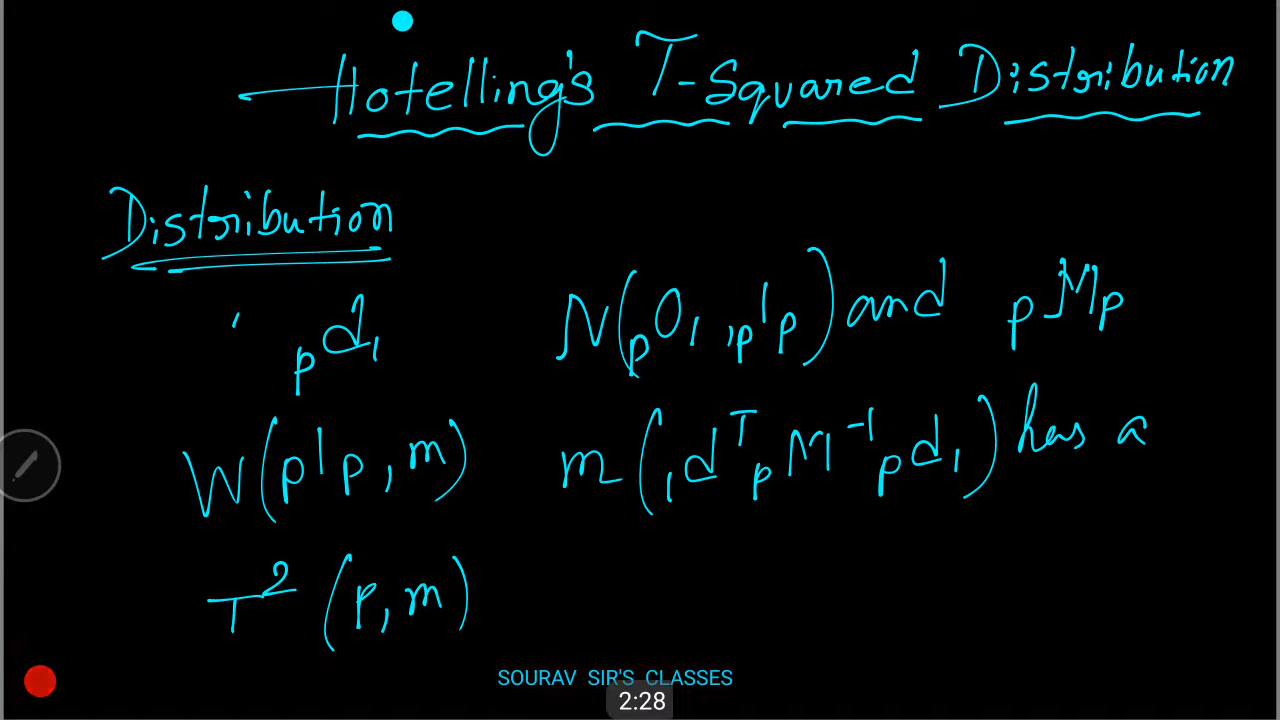 Hotelling's T-Squared Distribution
Distribution
pd1 N(pO1, pIp) and pMp
W(pIp, m) m(1dTp M-1 pd1) has a
T2 (p, m)
SOURAV SIR'S CLASSES
2:28